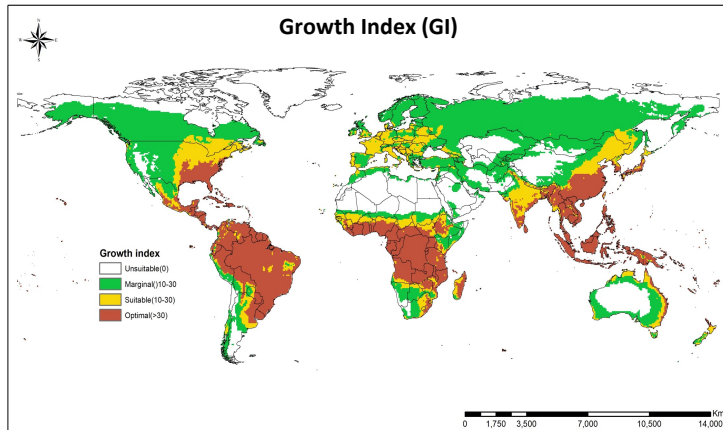 Growth Index (GI)
N
W
E
S
Growth index
Unsuitable(0)
Marginal()10-30
Suitable(10-30)
Optimal(>30)
Km
0 1,750 3,500 7,000 10,500 14,000